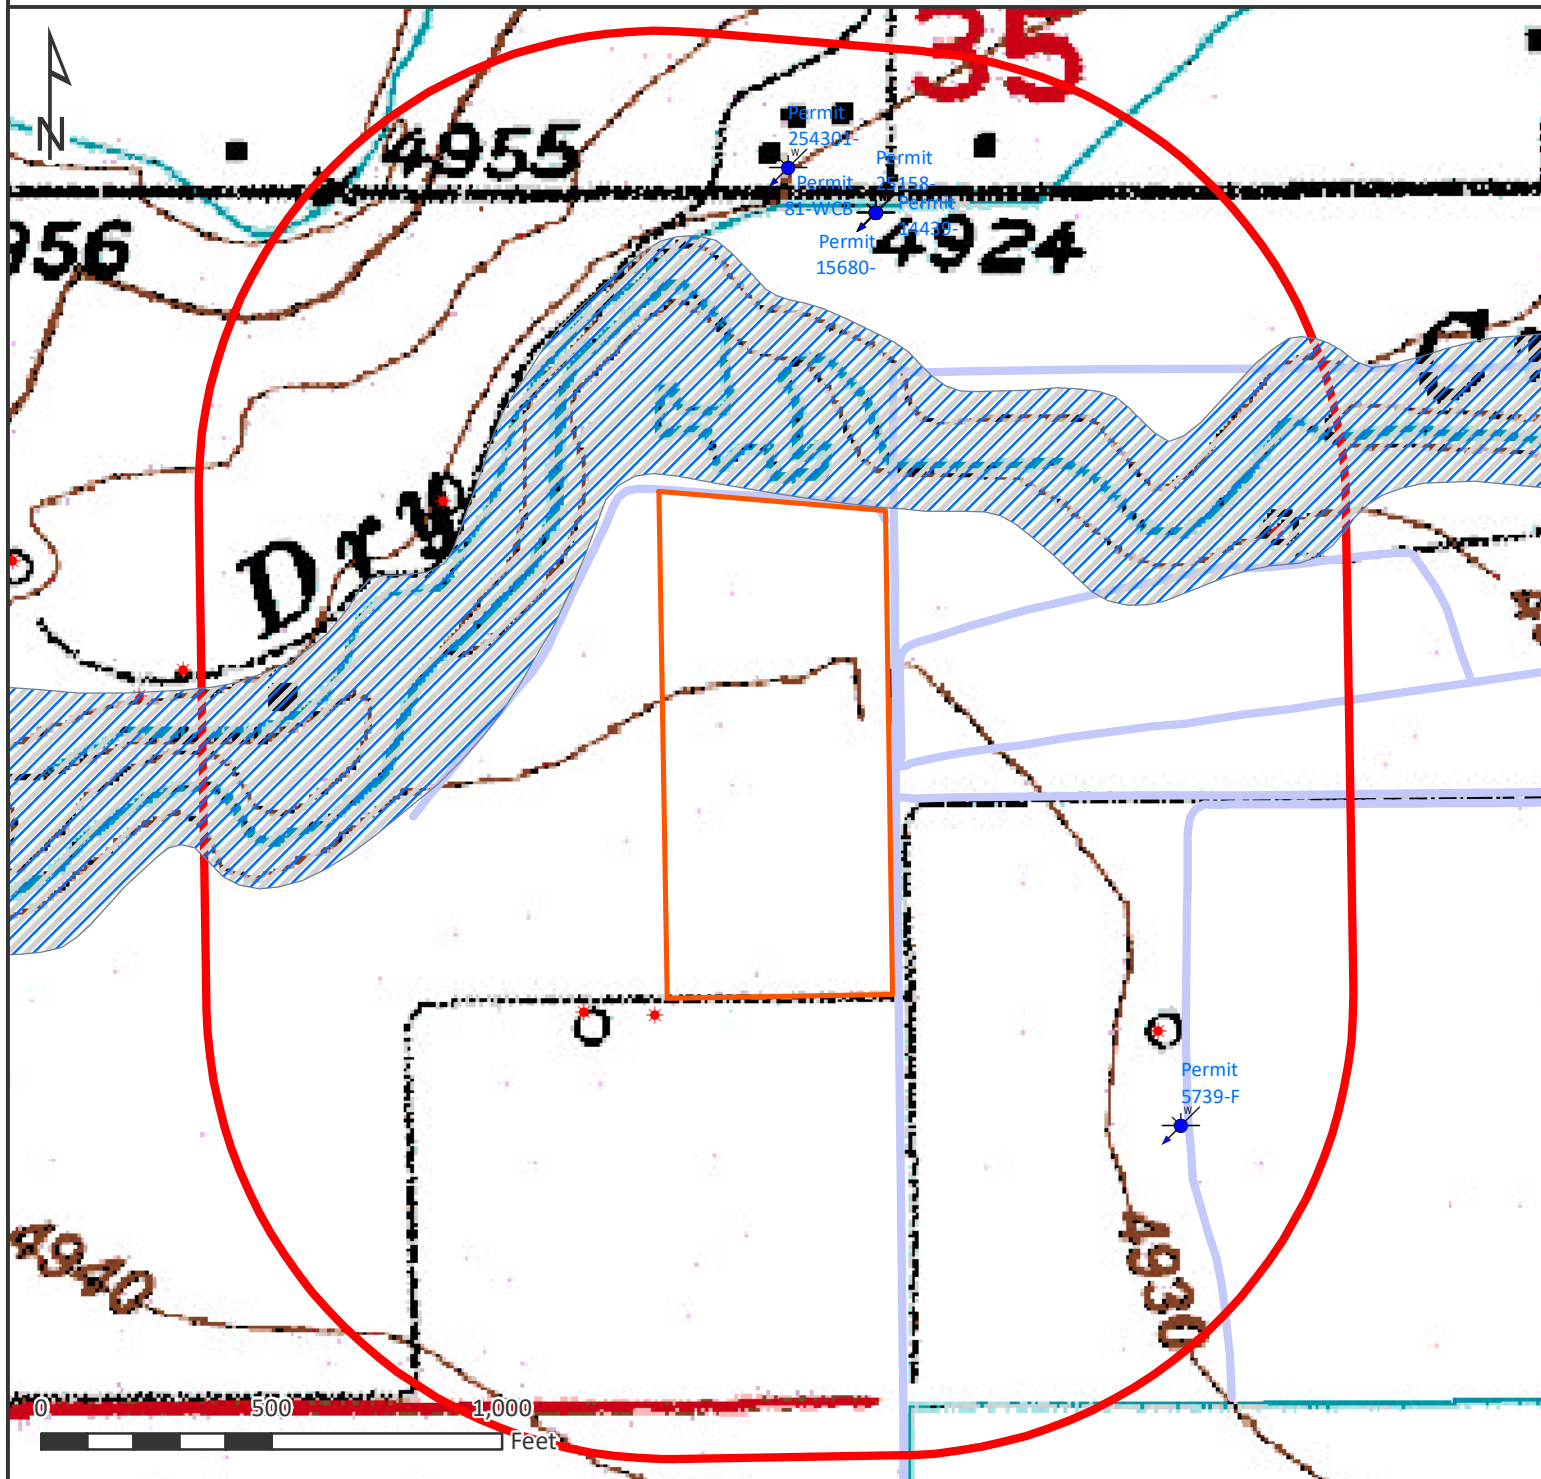 35
N
Permit
254301-
4955
Permit
25158-
Permit
81-WCB
Permit
14439-
956
4924
Permit
15680-
Dry
Permit
5739-F
4940
4930
0 500 1,000
Feet